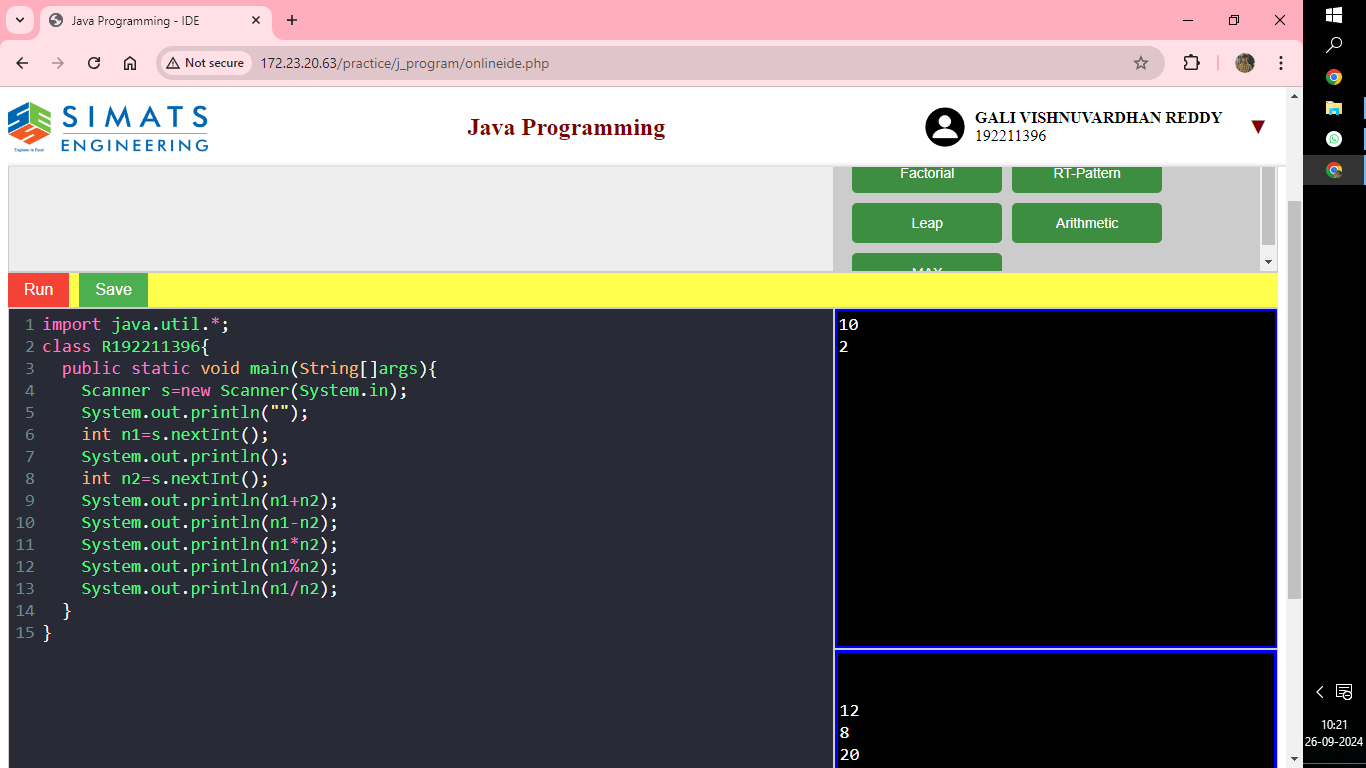 Java Programming - IDE
Not secure
172.23.20.63/practice/j_program/onlineide.php
SIMATS
ENGINEERING
Engineer to Excel
Java Programming
GALI VISHNUVARDHAN REDDY
192211396
Factorial
RT-Pattern
Leap
Arithmetic
MAX
Run
Save
1 import java.util.*;
2 class R192211396{
3   public static void main(String[]args){
4     Scanner s=new Scanner(System.in);
5     System.out.println("");
6     int n1=s.nextInt();
7     System.out.println();
8     int n2=s.nextInt();
9     System.out.println(n1+n2);
10     System.out.println(n1-n2);
11     System.out.println(n1*n2);
12     System.out.println(n1%n2);
13     System.out.println(n1/n2);
14   }
15 }
10
2
12
8
20
10:21
26-09-2024